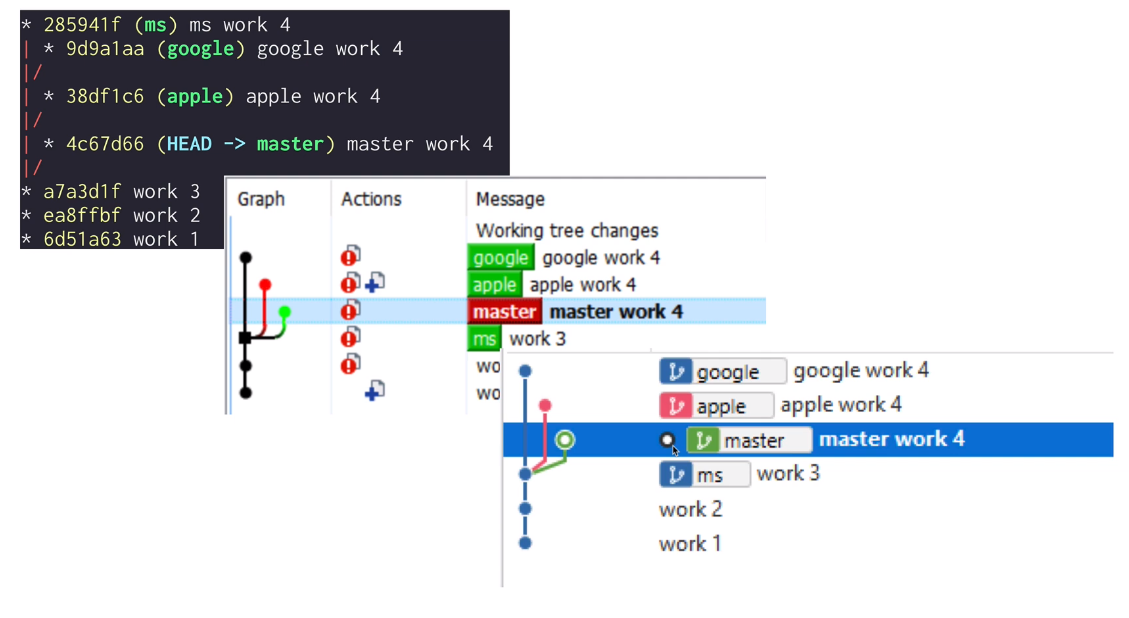 * 285941f (ms) ms work 4
| * 9d9a1aa (google) google work 4
|/
| * 38df1c6 (apple) apple work 4
|/
| * 4c67d66 (HEAD -> master) master work 4
|/
* a7a3d1f work 3
* ea8ffbf work 2
* 6d51a63 work 1
Graph Actions Message
Working tree changes
google google work 4
apple apple work 4
master master work 4
ms work 3
wo
wo
google google work 4
apple apple work 4
master master work 4
ms work 3
work 2
work 1